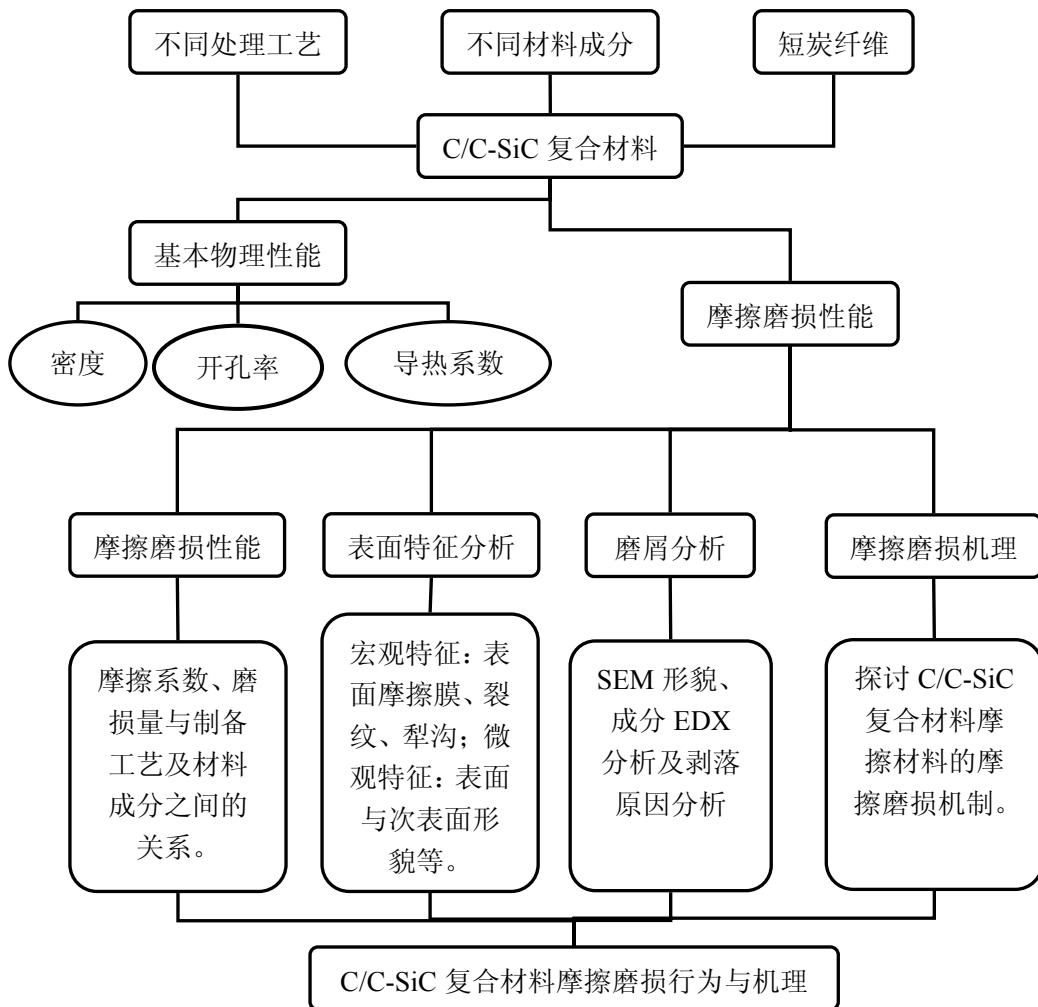 不同处理工艺
不同材料成分
短炭纤维
C/C-SiC 复合材料
基本物理性能
摩擦磨损性能
密度
开孔率
导热系数
摩擦磨损性能
表面特征分析
磨屑分析
摩擦磨损机理
摩擦系数、磨
损量与制备
工艺及材料
成分之间的
关系。
宏观特征：表
面摩擦膜、裂
纹、犁沟；微
观特征：表面
与次表面形
貌等。
SEM 形貌、
成分 EDX
分析及剥落
原因分析
探讨 C/C-SiC
复合材料摩
擦材料的摩
擦磨损机制。
C/C-SiC 复合材料摩擦磨损行为与机理